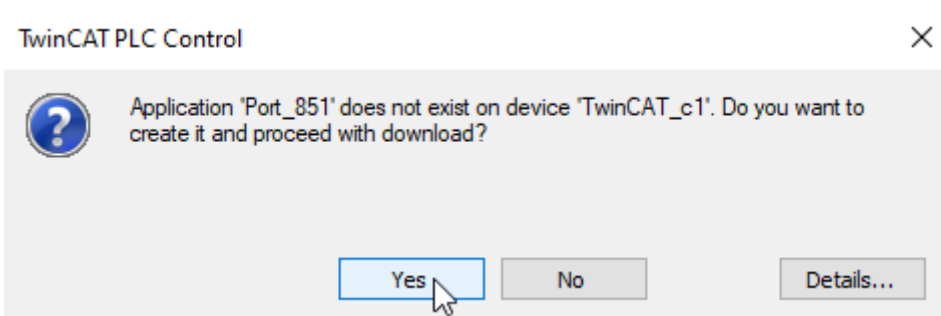 TwinCAT PLC Control
Application 'Port_851' does not exist on device 'TwinCAT_c1'. Do you want to
create it and proceed with download?
Yes
No
Details...